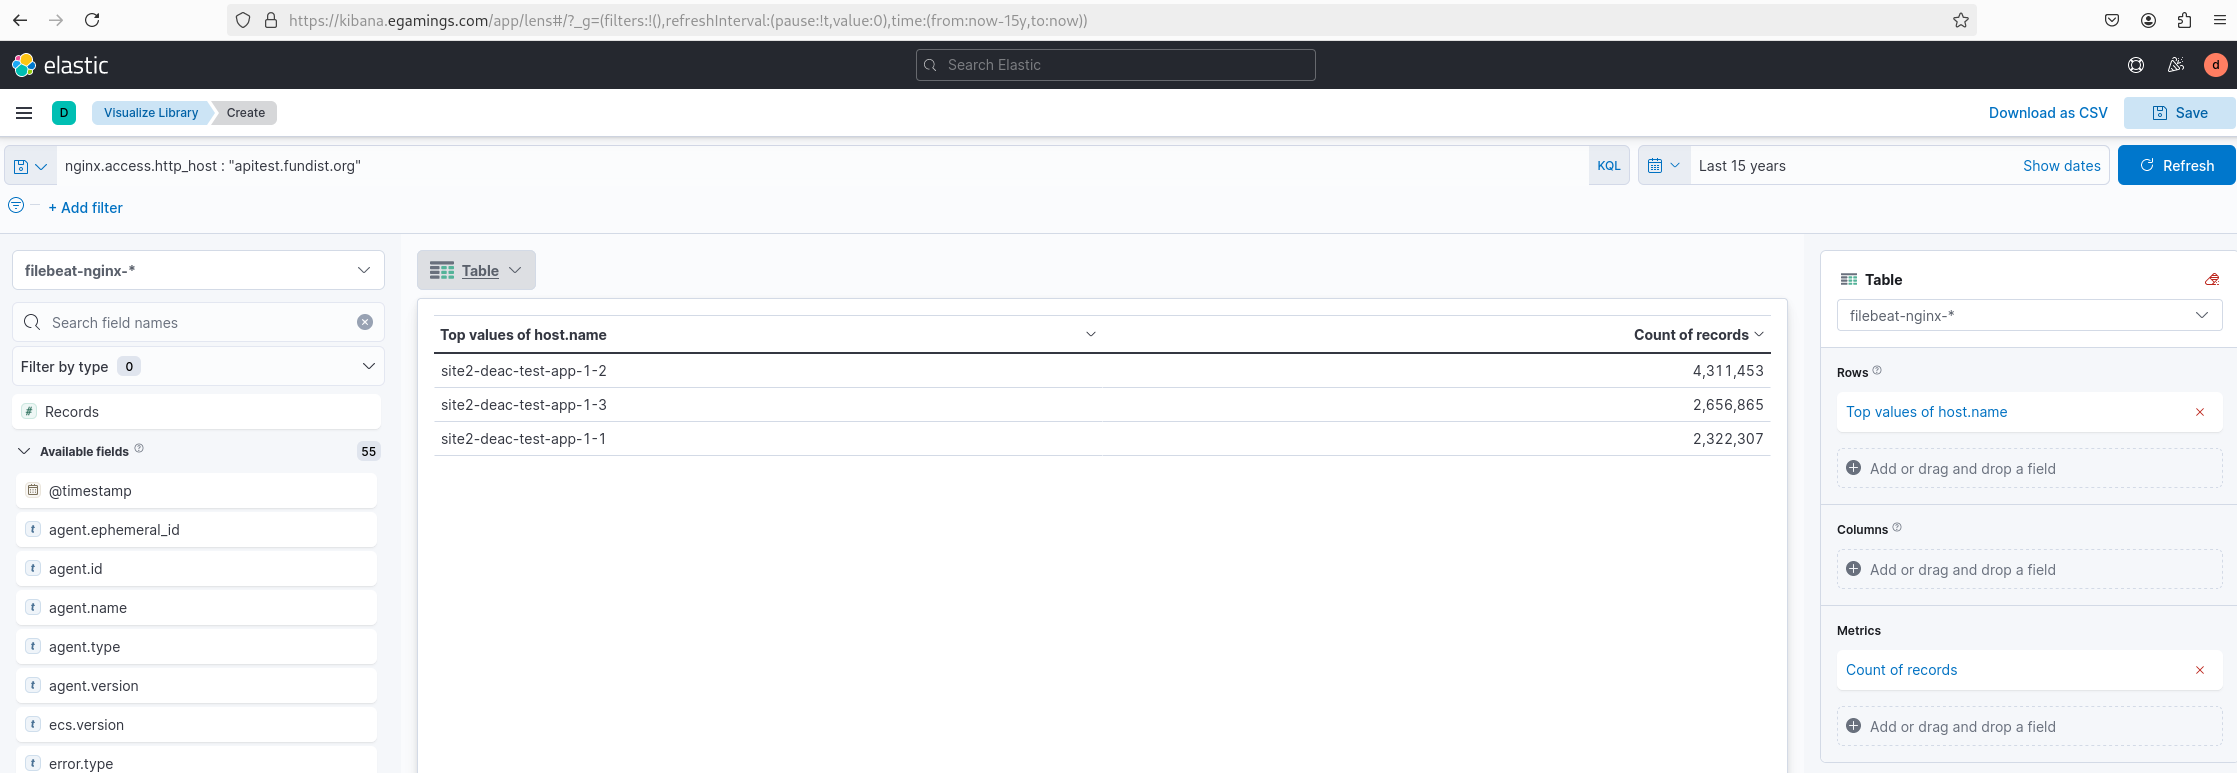 https://kibana.egamings.com/app/lens#/?_g=(filters:!(),refreshInterval:(pause:!t,value:0),time:(from:now-15y,to:now))
elastic
Search Elastic
d
D
Visualize Library
Create
Download as CSV
Save
nginx.access.http_host : "apitest.fundist.org"
KQL
Last 15 years
Show dates
Refresh
+ Add filter
filebeat-nginx-*
Search field names
Filter by type 0
# Records
Available fields 55
@timestamp
t agent.ephemeral_id
t agent.id
t agent.name
t agent.type
t agent.version
t ecs.version
t error.type
Table
Top values of host.name Count of records
site2-deac-test-app-1-2 4,311,453
site2-deac-test-app-1-3 2,656,865
site2-deac-test-app-1-1 2,322,307
Table
filebeat-nginx-*
Rows
Top values of host.name
Add or drag and drop a field
Columns
Add or drag and drop a field
Metrics
Count of records
Add or drag and drop a field